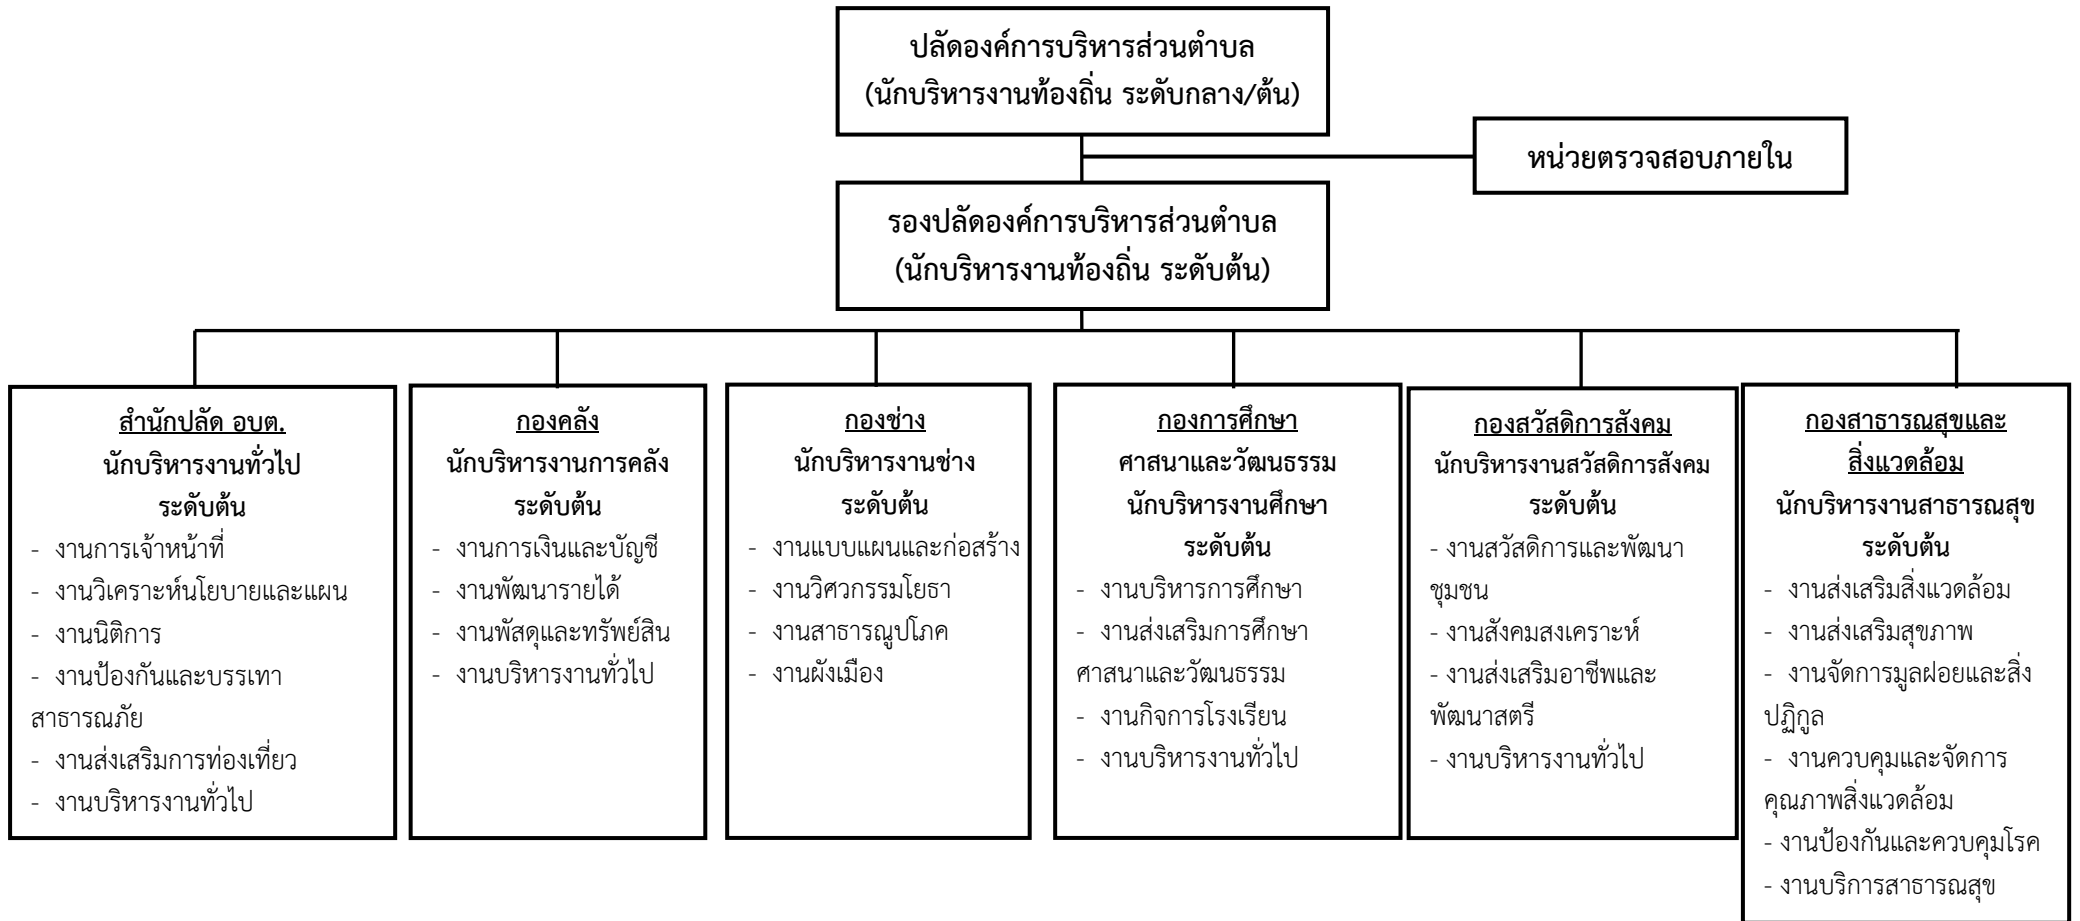 ปลัดองค์การบริหารส่วนตำบล
(นักบริหารงานท้องถิ่น ระดับกลาง/ต้น)
หน่วยตรวจสอบภายใน
รองปลัดองค์การบริหารส่วนตำบล
(นักบริหารงานท้องถิ่น ระดับต้น)
สำนักปลัด อบต.
นักบริหารงานทั่วไป
ระดับต้น
- งานการเจ้าหน้าที่
- งานวิเคราะห์นโยบายและแผน
- งานนิติการ
- งานป้องกันและบรรเทา
สาธารณภัย
- งานส่งเสริมการท่องเที่ยว
- งานบริหารงานทั่วไป
กองคลัง
นักบริหารงานการคลัง
ระดับต้น
- งานการเงินและบัญชี
- งานพัฒนารายได้
- งานพัสดุและทรัพย์สิน
- งานบริหารงานทั่วไป
กองช่าง
นักบริหารงานช่าง
ระดับต้น
- งานแบบแผนและก่อสร้าง
- งานวิศวกรรมโยธา
- งานสาธารณูปโภค
- งานผังเมือง
กองการศึกษา
ศาสนาและวัฒนธรรม
นักบริหารงานศึกษา
ระดับต้น
- งานบริหารการศึกษา
- งานส่งเสริมการศึกษา
ศาสนาและวัฒนธรรม
- งานกิจการโรงเรียน
- งานบริหารงานทั่วไป
กองสวัสดิการสังคม
นักบริหารงานสวัสดิการสังคม
ระดับต้น
- งานสวัสดิการและพัฒนา
ชุมชน
- งานสังคมสงเคราะห์
- งานส่งเสริมอาชีพและ
พัฒนาสตรี
- งานบริหารงานทั่วไป
กองสาธารณสุขและ
สิ่งแวดล้อม
นักบริหารงานสาธารณสุข
ระดับต้น
- งานส่งเสริมสิ่งแวดล้อม
- งานส่งเสริมสุขภาพ
- งานจัดการมูลฝอยและสิ่ง
ปฏิกูล
- งานควบคุมและจัดการ
คุณภาพสิ่งแวดล้อม
- งานป้องกันและควบคุมโรค
- งานบริการสาธารณสุข